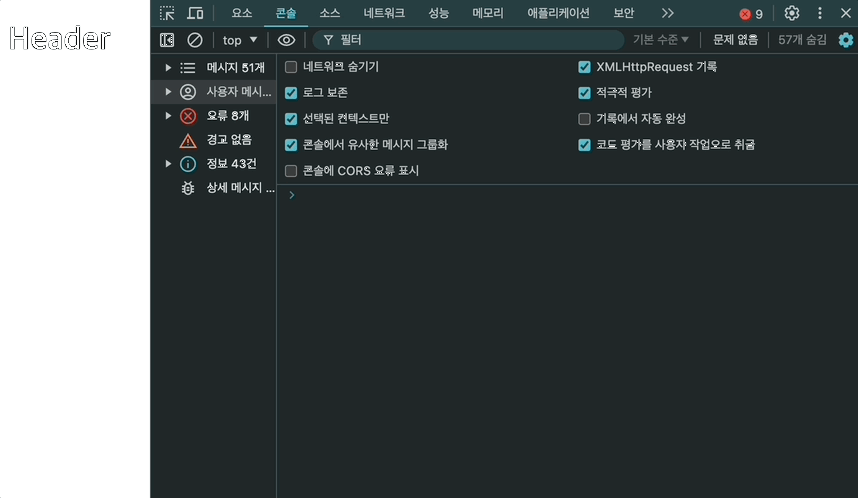 Header
요소 콘솔 소스 네트워크 성능 메모리 애플리케이션 보안 9
top 필터 기본 수준 문제 없음 57개 숨김
메시지 51개
사용자 메시...
오류 8개
경고 없음
정보 43건
상세 메시지 ...
네트워크 숨기기
XMLHttpRequest 기록
로그 보존
적극적 평가
선택된 컨텍스트만
기록에서 자동 완성
콘솔에서 유사한 메시지 그룹화
코드 평가를 사용자 작업으로 취급
콘솔에 CORS 오류 표시